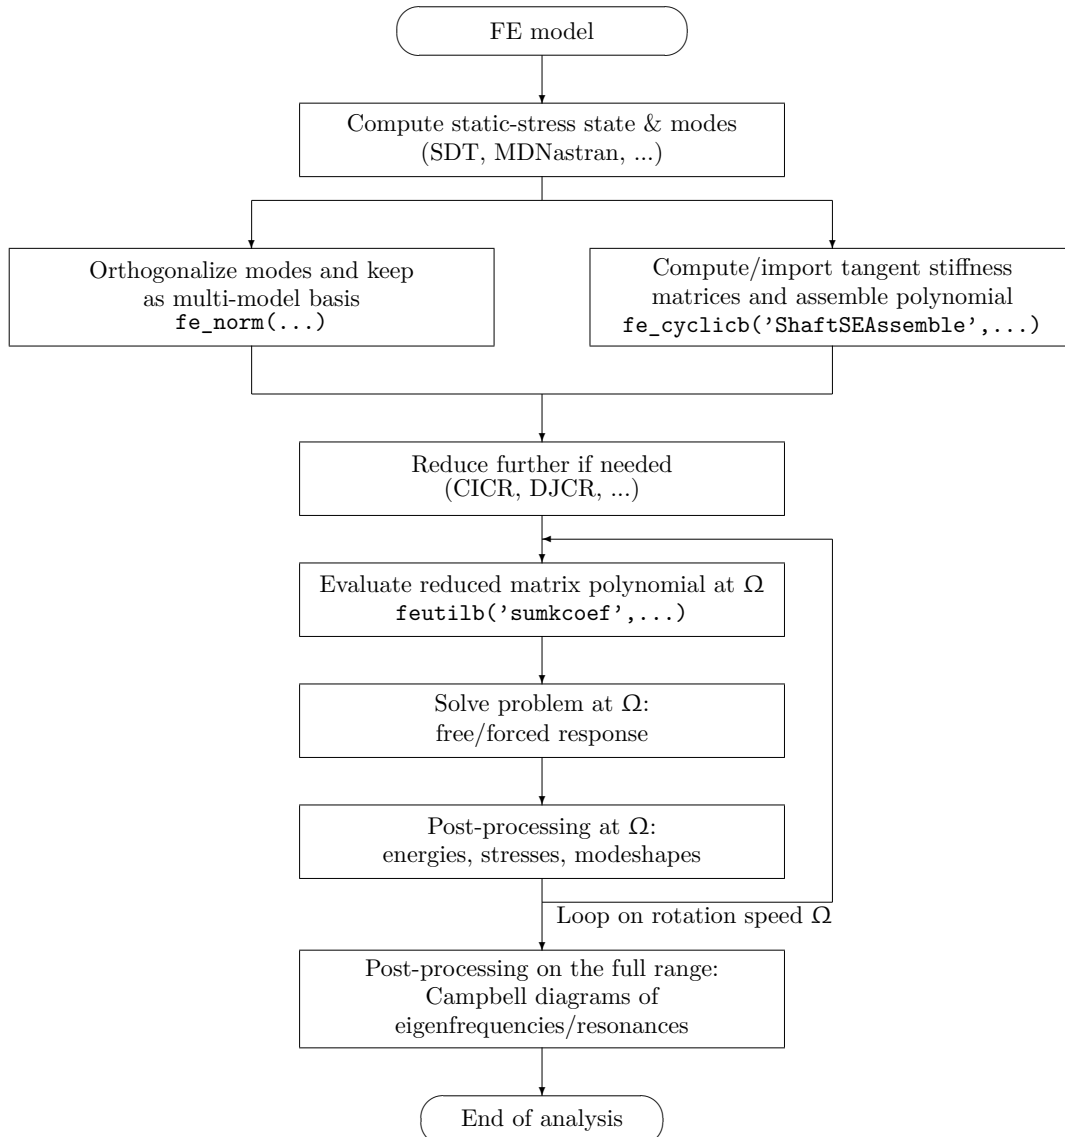 FE model
Compute static-stress state & modes
(SDT, MDNastran, ...)
Orthogonalize modes and keep
as multi-model basis
fe_norm(...)
Compute/import tangent stiffness
matrices and assemble polynomial
fe_cyclicb('ShaftSEAssemble',...)
Reduce further if needed
(CICR, DJCR, ...)
Evaluate reduced matrix polynomial at Ω
feutilb('sumkcoef',...)
Solve problem at Ω:
free/forced response
Post-processing at Ω:
energies, stresses, modeshapes
Loop on rotation speed Ω
Post-processing on the full range:
Campbell diagrams of
eigenfrequencies/resonances
End of analysis